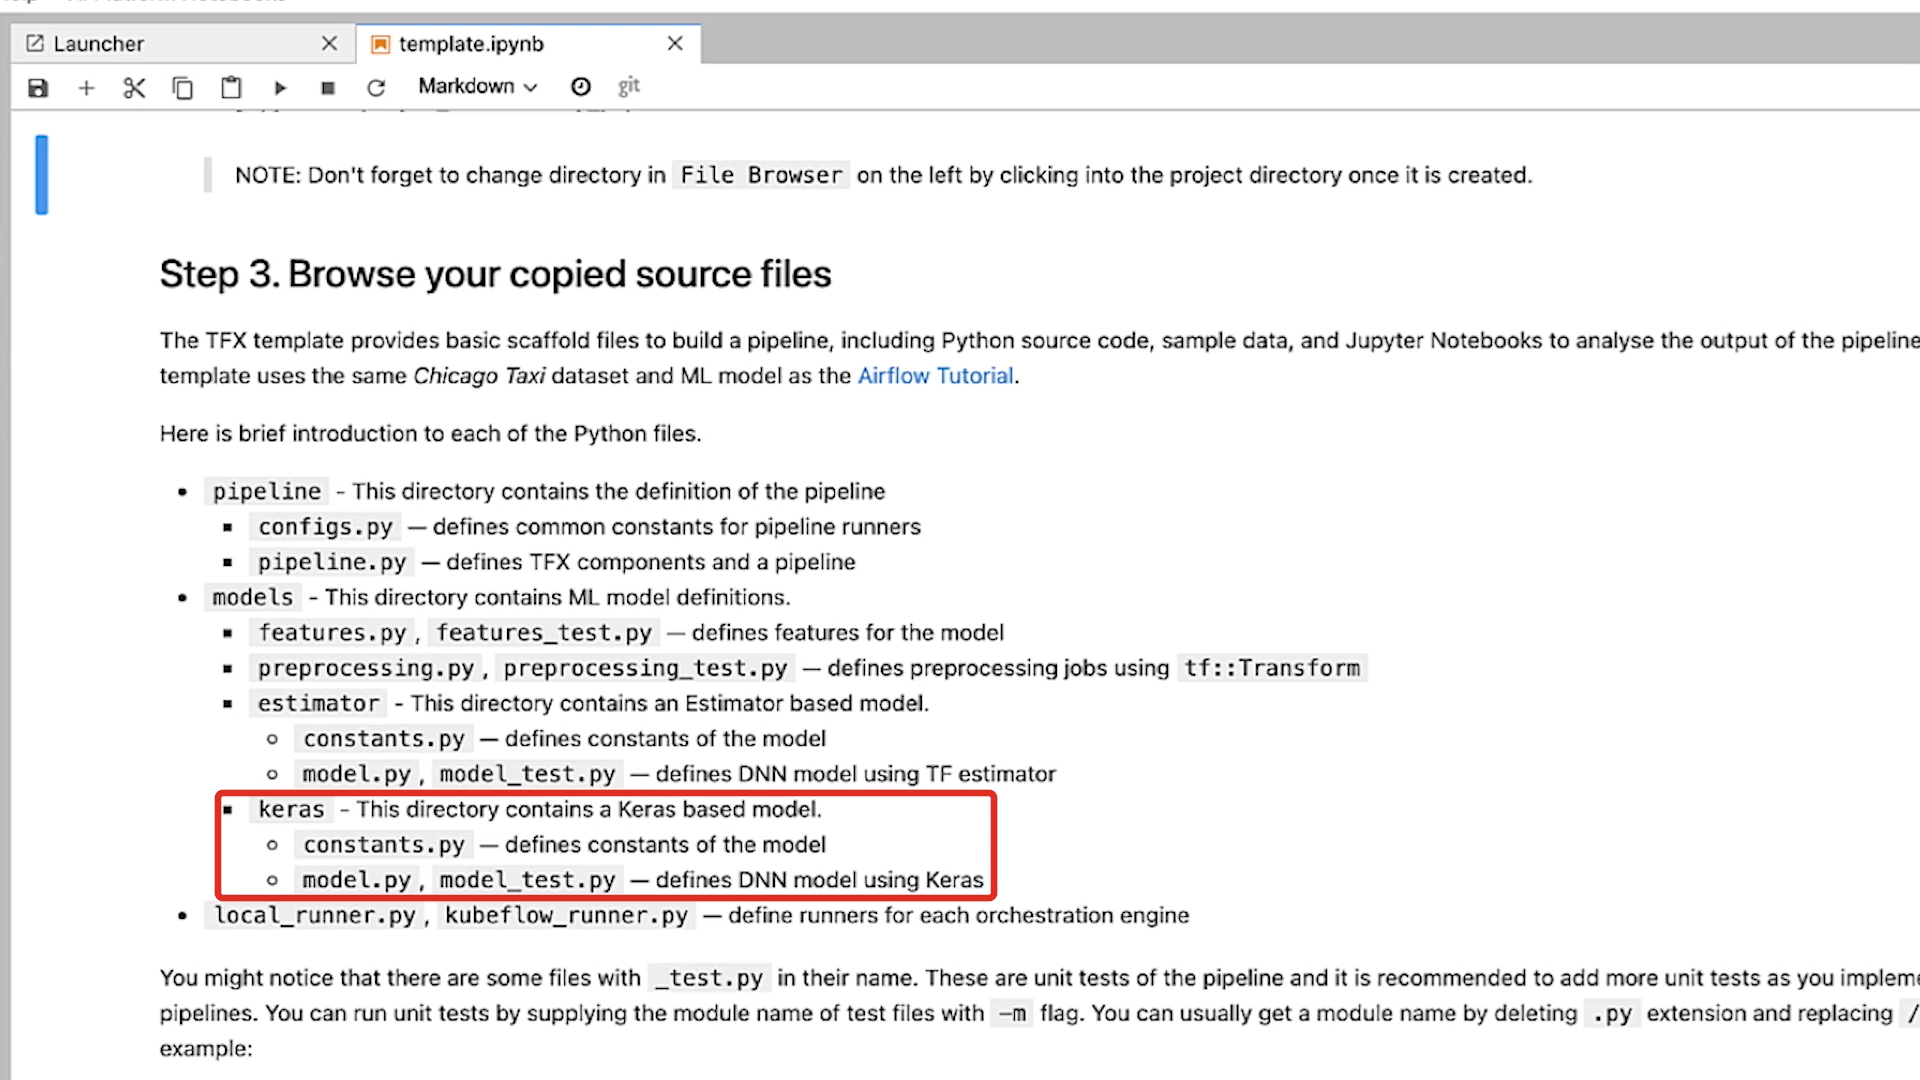 Launcher
template.ipynb
Markdown
git
NOTE: Don't forget to change directory in File Browser on the left by clicking into the project directory once it is created.
Step 3. Browse your copied source files
The TFX template provides basic scaffold files to build a pipeline, including Python source code, sample data, and Jupyter Notebooks to analyse the output of the pipeline
template uses the same Chicago Taxi dataset and ML model as the Airflow Tutorial.
Here is brief introduction to each of the Python files.
• pipeline - This directory contains the definition of the pipeline
▪ configs.py — defines common constants for pipeline runners
▪ pipeline.py — defines TFX components and a pipeline
• models - This directory contains ML model definitions.
▪ features.py, features_test.py — defines features for the model
▪ preprocessing.py, preprocessing_test.py — defines preprocessing jobs using tf::Transform
▪ estimator - This directory contains an Estimator based model.
◦ constants.py — defines constants of the model
◦ model.py, model_test.py — defines DNN model using TF estimator
▪ keras - This directory contains a Keras based model.
◦ constants.py — defines constants of the model
◦ model.py, model_test.py — defines DNN model using Keras
• local_runner.py, kubeflow_runner.py — define runners for each orchestration engine
You might notice that there are some files with _test.py in their name. These are unit tests of the pipeline and it is recommended to add more unit tests as you impleme
pipelines. You can run unit tests by supplying the module name of test files with -m flag. You can usually get a module name by deleting .py extension and replacing /
example: